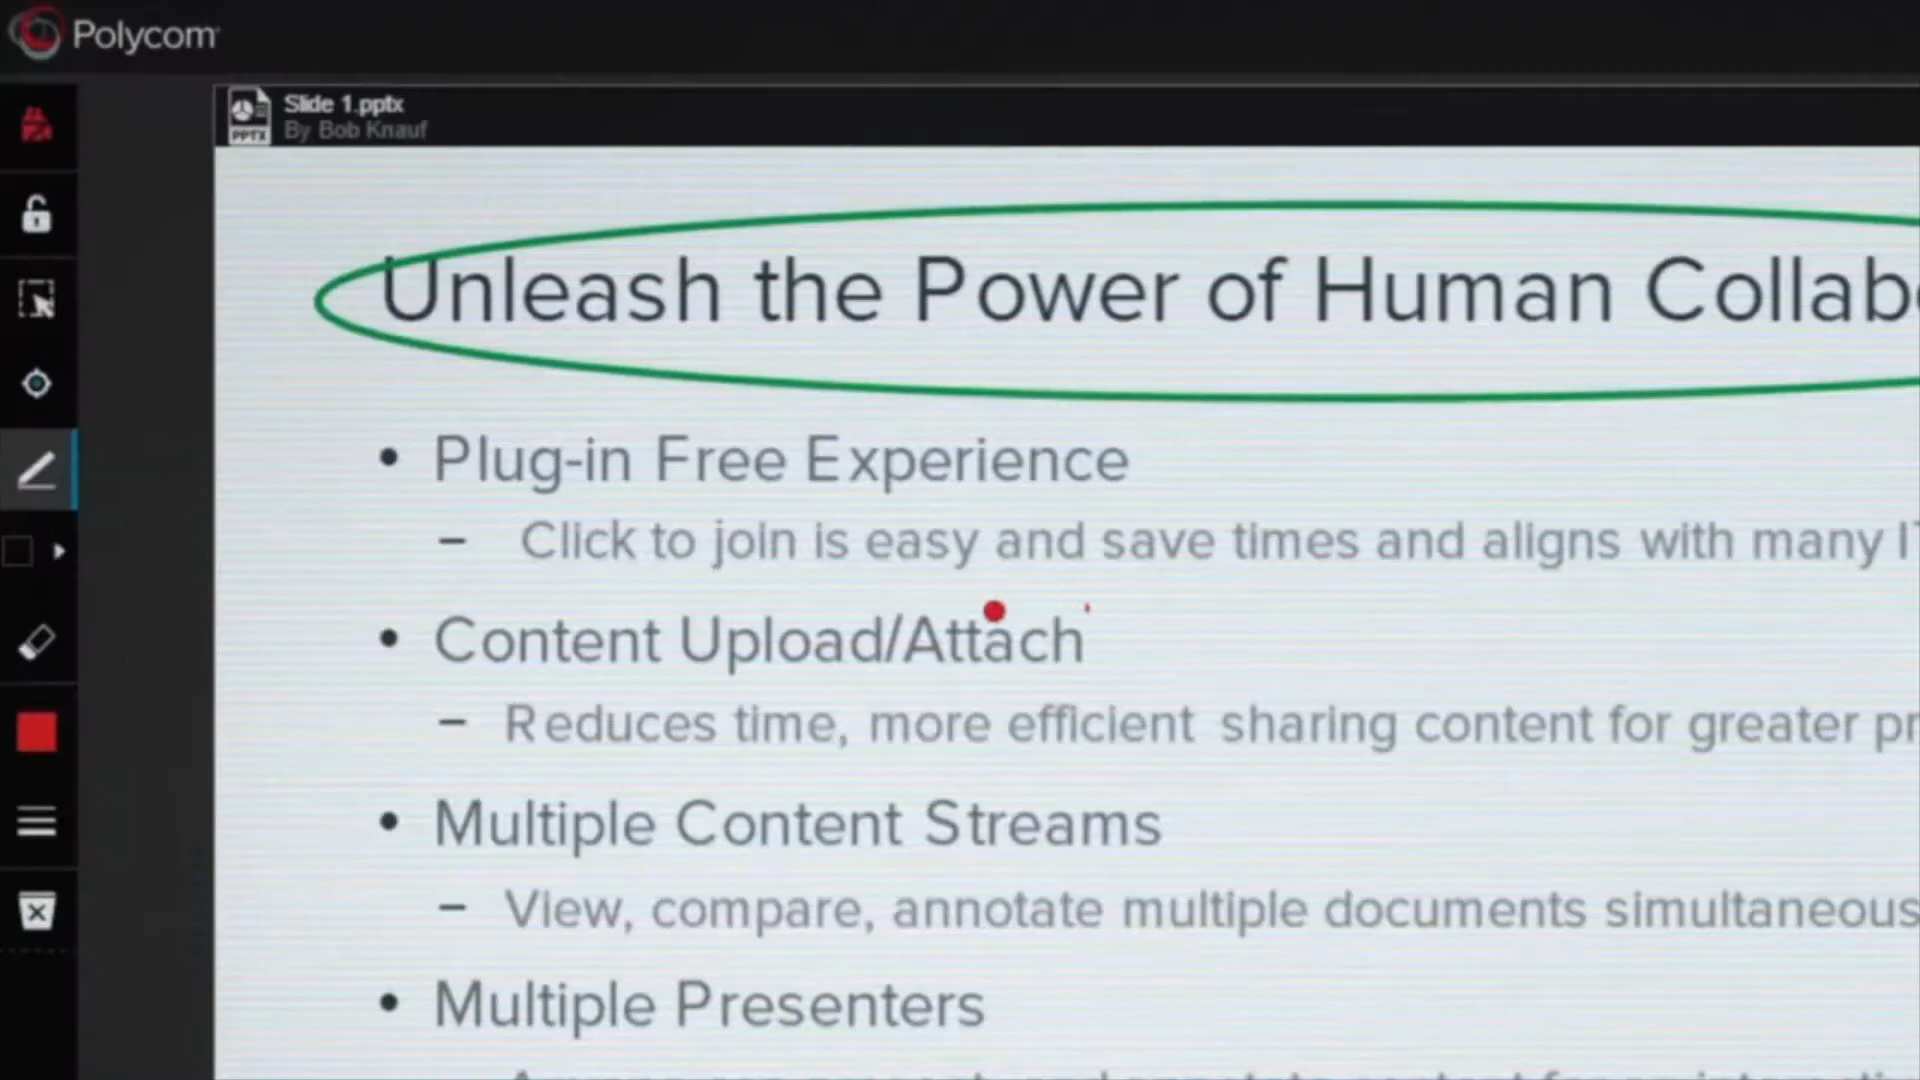 Polycom
Slide 1.pptx
By Bob Knauf
PPTX
Unleash the Power of Human
• Plug-in Free Experience
– Click to join is easy and save times and aligns with many
• Content Upload/Attach
– Reduces time, more efficient sharing content for greater
• Multiple Content Streams
– View, compare, annotate multiple documents
• Multiple Presenters